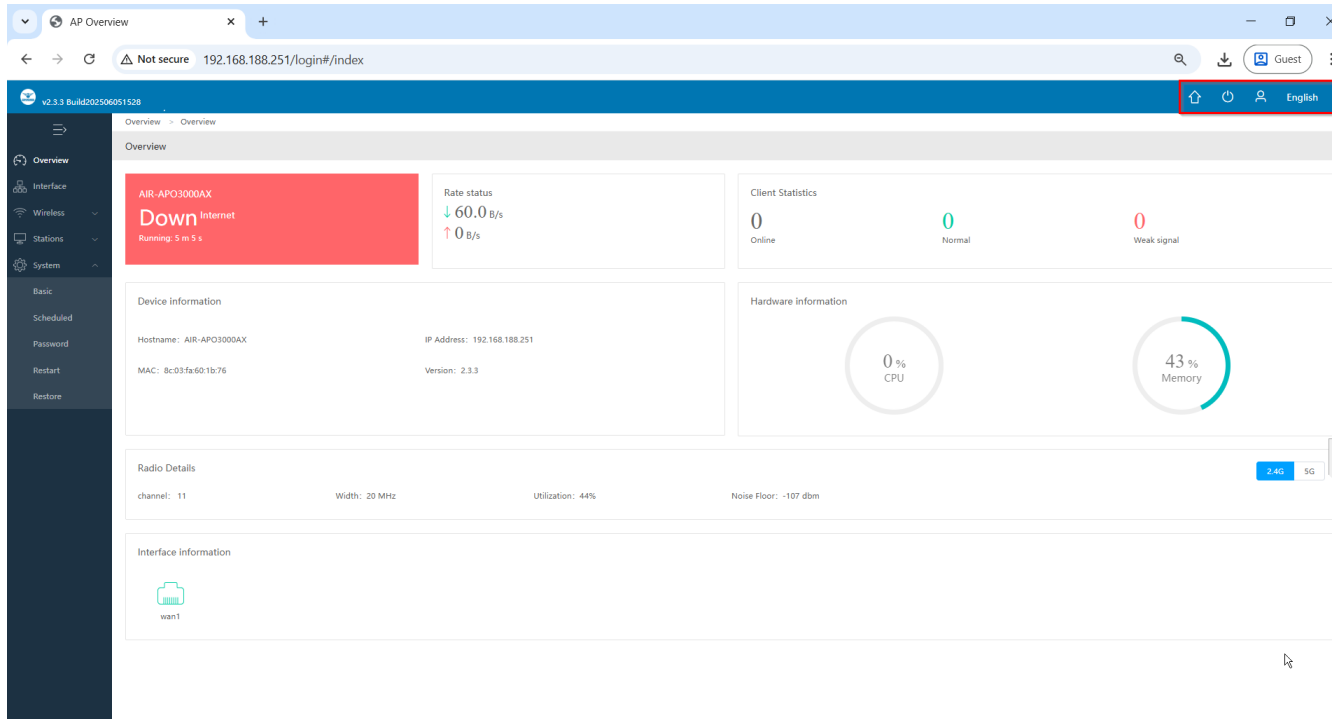 AP Overview
Not secure 192.168.188.251/login#/index Guest
v2.3.3 Build202506051528 English
Overview > Overview
Overview
Overview
Interface
Wireless
Stations
System
Basic
Scheduled
Password
Restart
Restore
AIR-APO3000AX
Down Internet
Running: 5 m 5 s
Rate status
↓ 60.0 B/s
↑ 0 B/s
Client Statistics
0 0 0
Online Normal Weak signal
Device information
Hostname: AIR-APO3000AX IP Address: 192.168.188.251
MAC: 8c:03:fa:60:1b:76 Version: 2.3.3
Hardware information
0 %
CPU
43 %
Memory
Radio Details
2.4G 5G
channel: 11 Width: 20 MHz Utilization: 44% Noise Floor: -107 dbm
Interface information
wan1